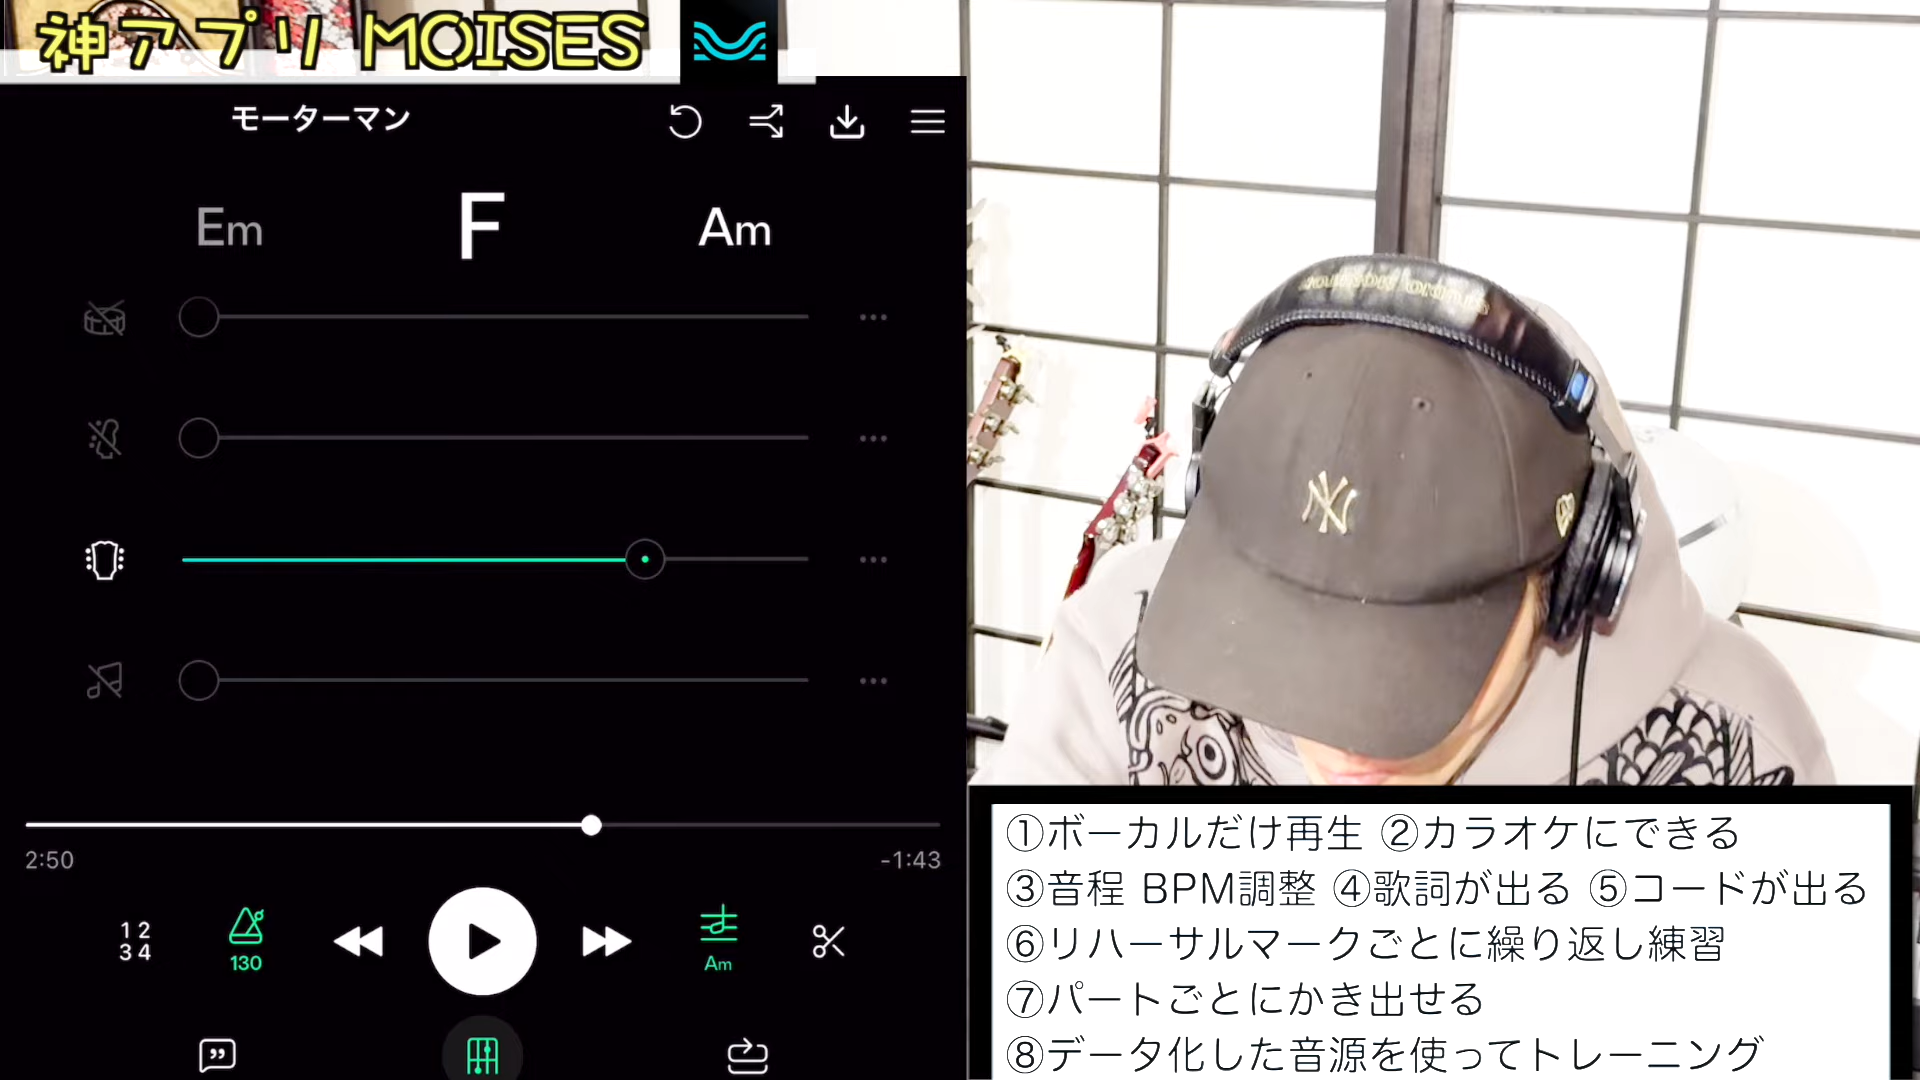 神アプリ MOISES
モーターマン
Em F Am
2:50 -1:43
1 2
3 4
130
Am
NY
①ボーカルだけ再生 ②カラオケにできる
③音程 BPM調整 ④歌詞が出る ⑤コードが出る
⑥リハーサルマークごとに繰り返し練習
⑦パートごとにかき出せる
⑧データ化した音源を使ってトレーニング